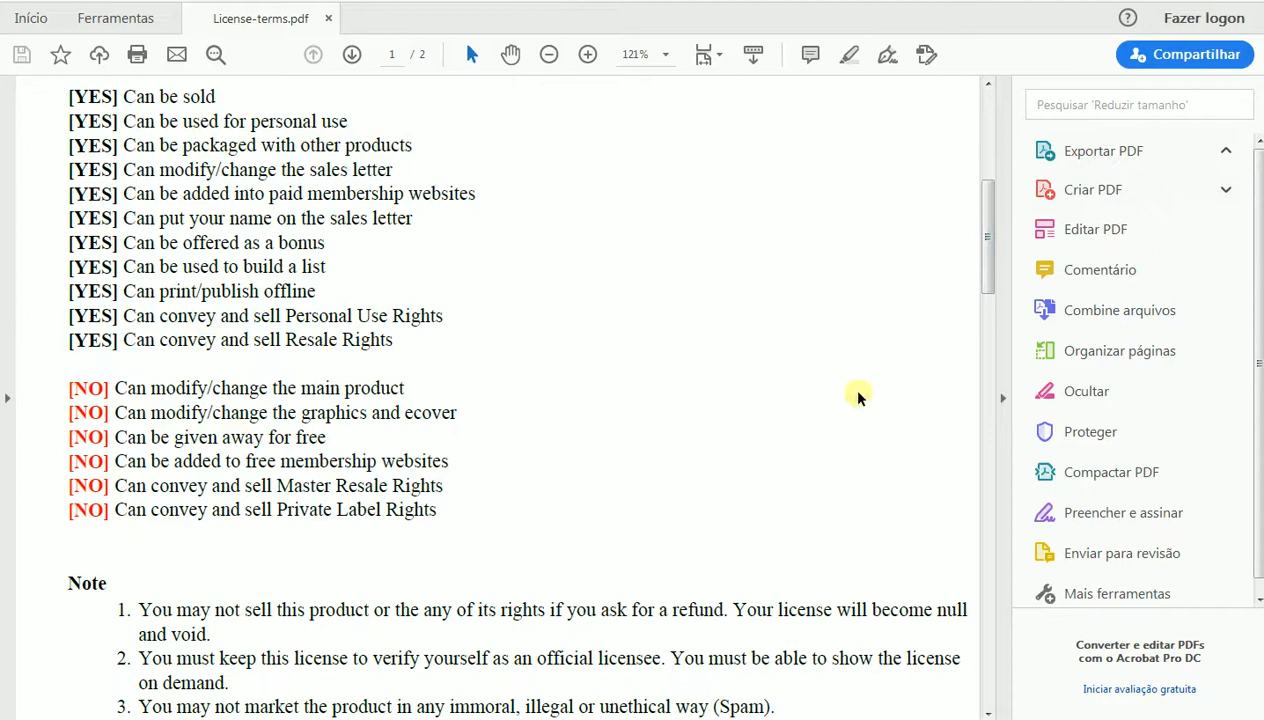 Início
Ferramentas
License-terms.pdf ×
Fazer logon
1 / 2
121%
Compartilhar
[YES] Can be sold
[YES] Can be used for personal use
[YES] Can be packaged with other products
[YES] Can modify/change the sales letter
[YES] Can be added into paid membership websites
[YES] Can put your name on the sales letter
[YES] Can be offered as a bonus
[YES] Can be used to build a list
[YES] Can print/publish offline
[YES] Can convey and sell Personal Use Rights
[YES] Can convey and sell Resale Rights
[NO] Can modify/change the main product
[NO] Can modify/change the graphics and ecover
[NO] Can be given away for free
[NO] Can be added to free membership websites
[NO] Can convey and sell Master Resale Rights
[NO] Can convey and sell Private Label Rights
Note
1. You may not sell this product or the any of its rights if you ask for a refund. Your license will become null
and void.
2. You must keep this license to verify yourself as an official licensee. You must be able to show the license
on demand.
3. You may not market the product in any immoral, illegal or unethical way (Spam).
Pesquisar 'Reduzir tamanho'
Exportar PDF
Criar PDF
Editar PDF
Comentário
Combine arquivos
Organizar páginas
Ocultar
Proteger
Compactar PDF
Preencher e assinar
Enviar para revisão
Mais ferramentas
Converter e editar PDFs
com o Acrobat Pro DC
Iniciar avaliação gratuita